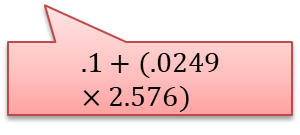 .1 + (.0249
× 2.576)